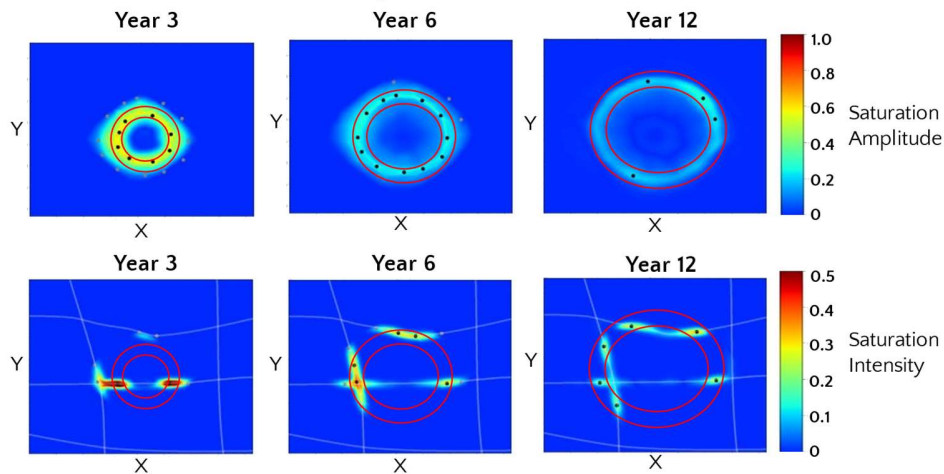 Year 3
Year 6
Year 12
Y
Y
Y
X
X
X
1.0
0.8
0.6
0.4
0.2
0
Saturation
Amplitude
Year 3
Year 6
Year 12
Y
Y
Y
X
X
X
0.5
0.4
0.3
0.2
0.1
0
Saturation
Intensity